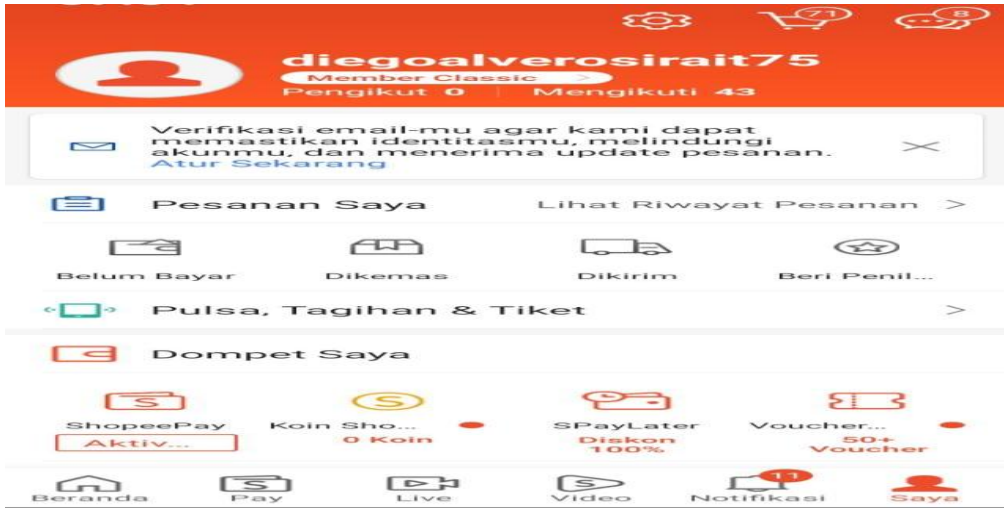 71
8
diegoalverosirait75
Member Classic >
Pengikut 0 | Mengikuti 43
Verifikasi email-mu agar kami dapat
memastikan identitasmu, melindungi
akunmu, dan menerima update pesanan.
Atur Sekarang
Pesanan Saya Lihat Riwayat Pesanan >
Belum Bayar Dikemas Dikirim Beri Penil...
Pulsa, Tagihan & Tiket >
Dompet Saya
ShopeePay Koin Sho... SPayLater Voucher...
Aktiv... 0 Koin Diskon 50+
100% Voucher
11
Beranda Pay Live Video Notifikasi Saya